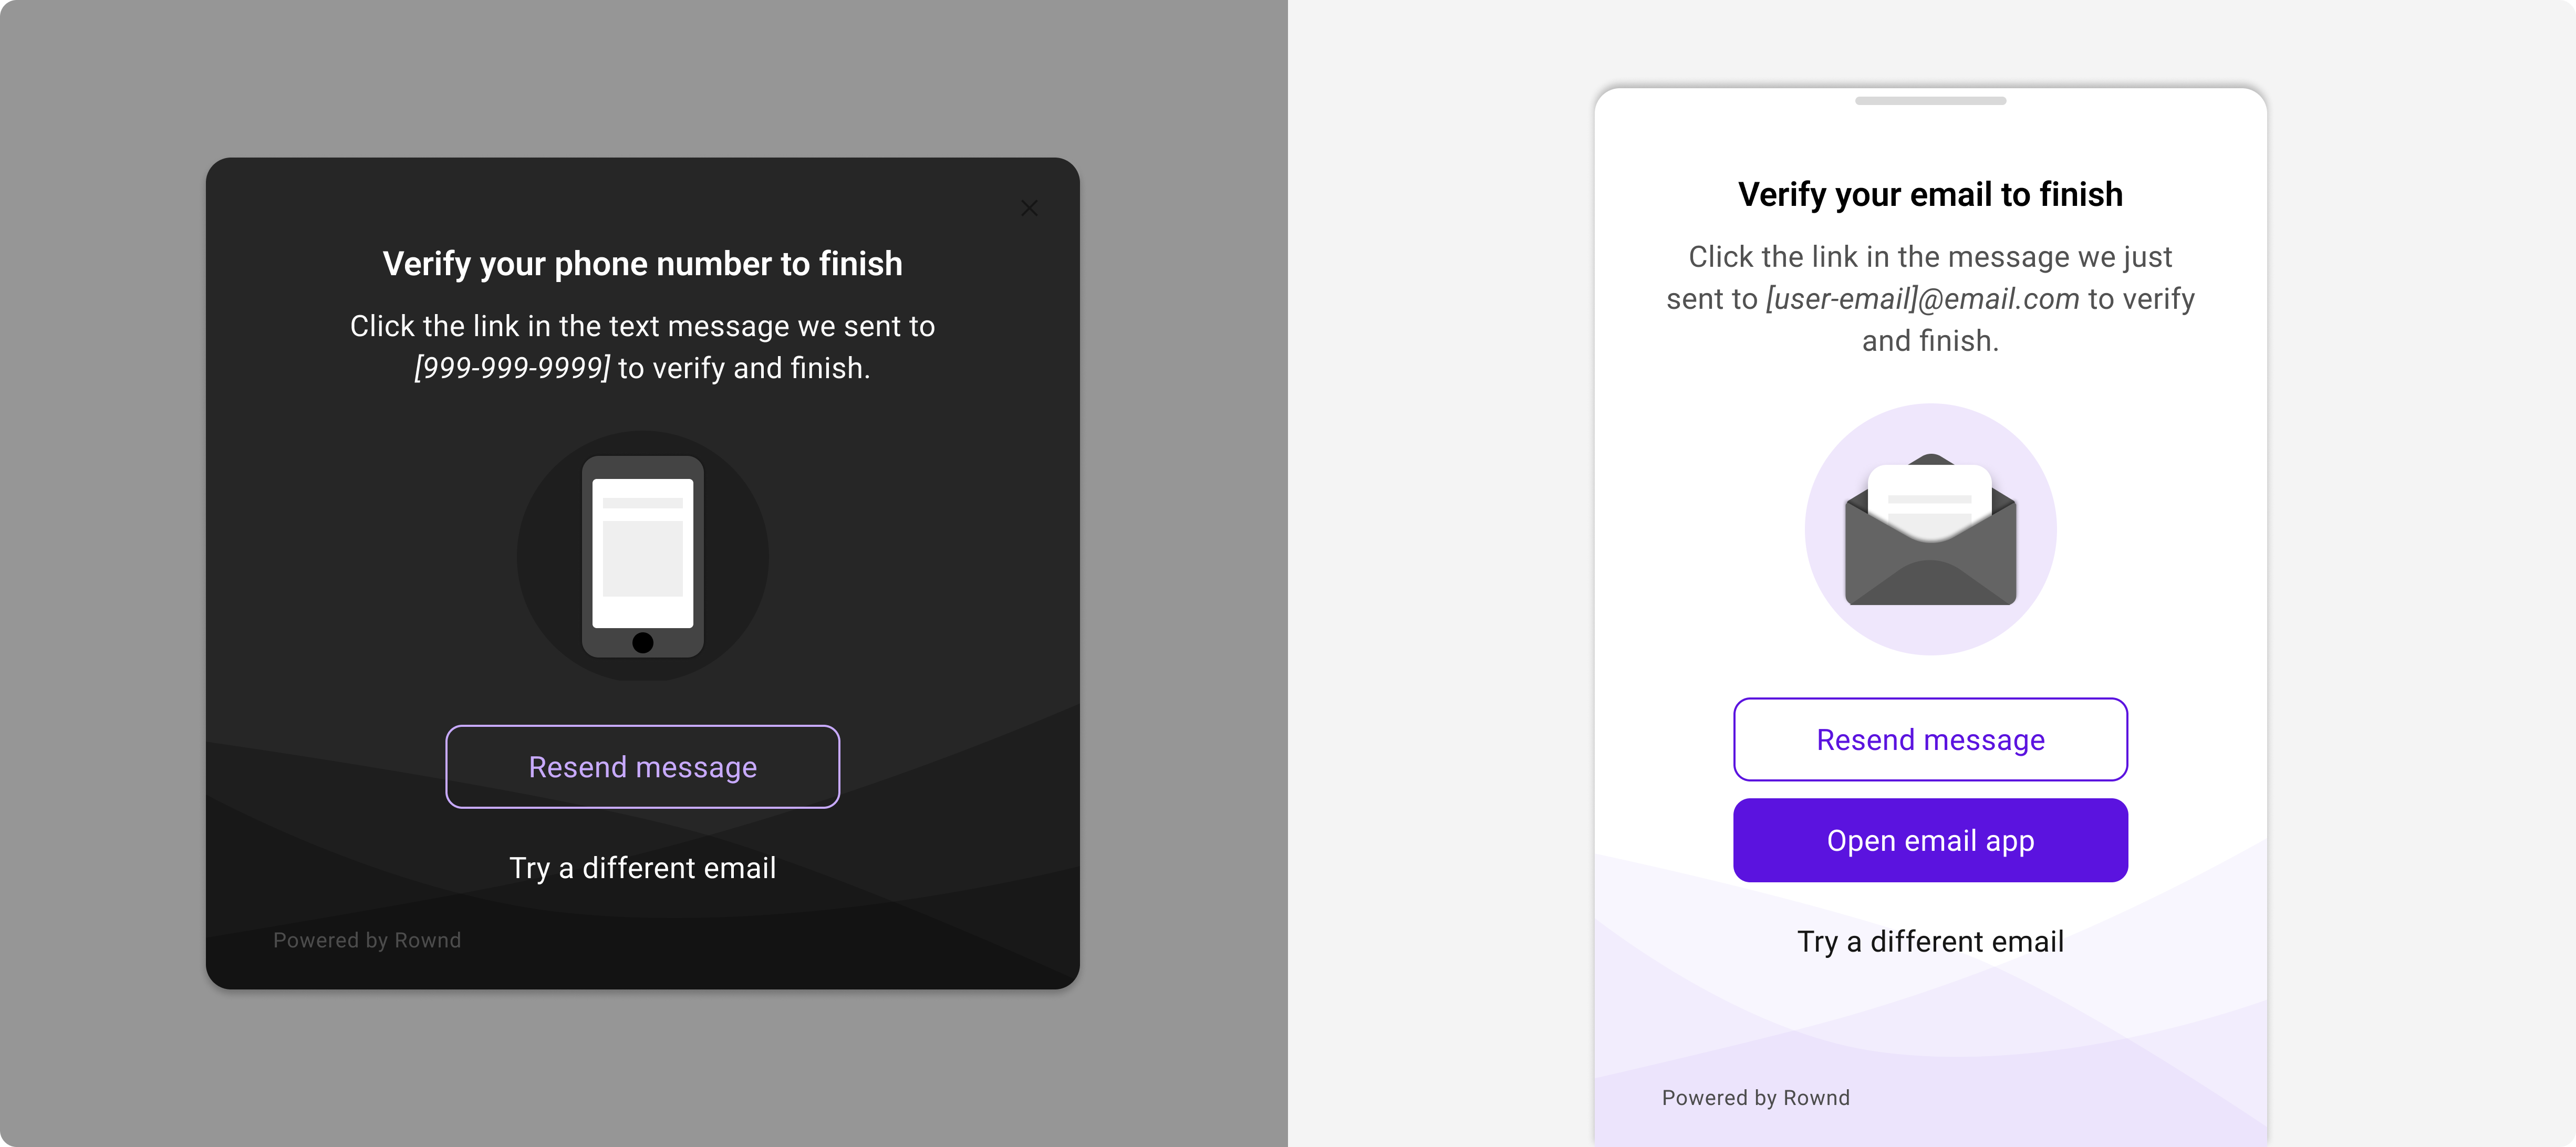 Verify your phone number to finish
Click the link in the text message we sent to
[999-999-9999] to verify and finish.
Resend message
Try a different email
Powered by Rownd
Verify your email to finish
Click the link in the message we just
sent to [user-email]@email.com to verify
and finish.
Resend message
Open email app
Try a different email
Powered by Rownd